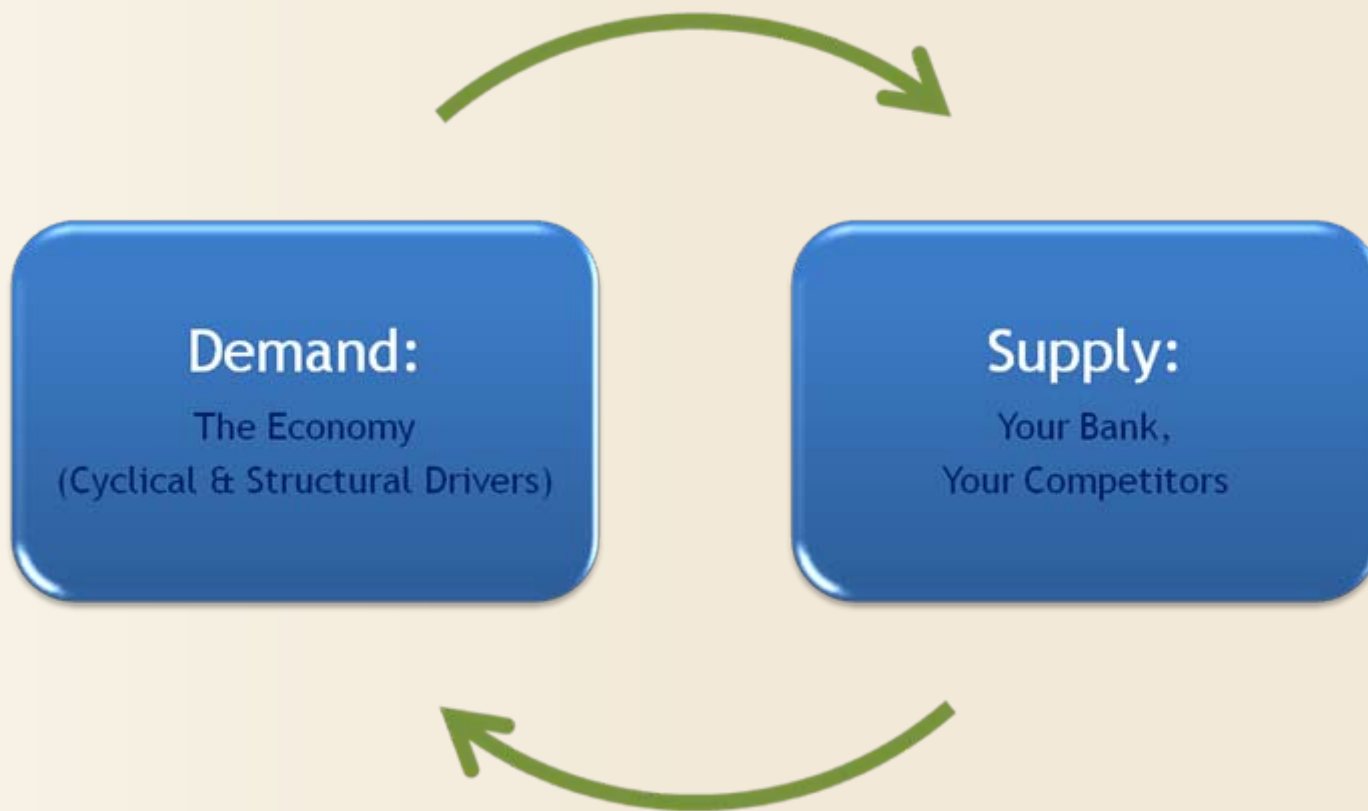 Demand:
The Economy
(Cyclical & Structural Drivers)
Supply:
Your Bank,
Your Competitors